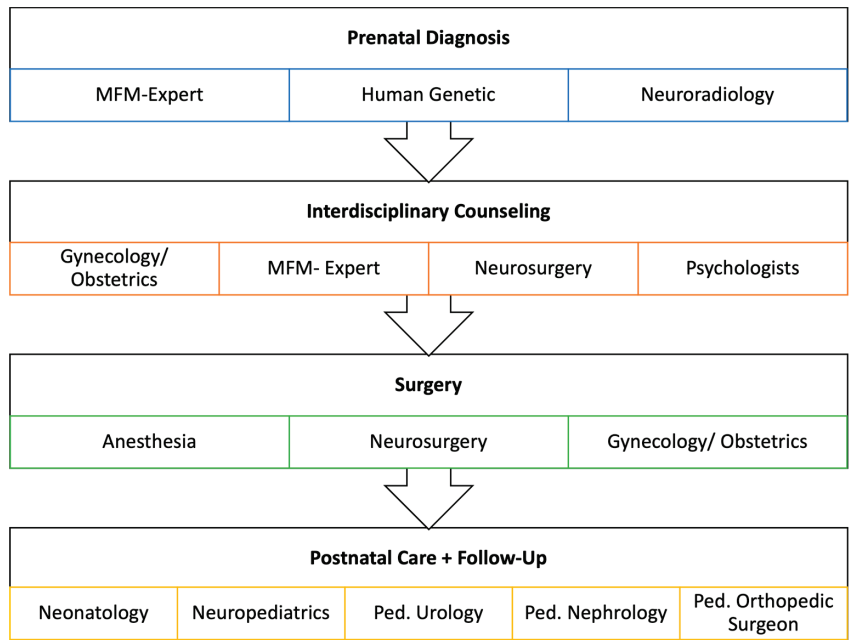 Prenatal Diagnosis
MFM-Expert
Human Genetic
Neuroradiology
Interdisciplinary Counseling
Gynecology/
Obstetrics
MFM- Expert
Neurosurgery
Psychologists
Surgery
Anesthesia
Neurosurgery
Gynecology/ Obstetrics
Postnatal Care + Follow-Up
Neonatology
Neuropediatrics
Ped. Urology
Ped. Nephrology
Ped. Orthopedic
Surgeon